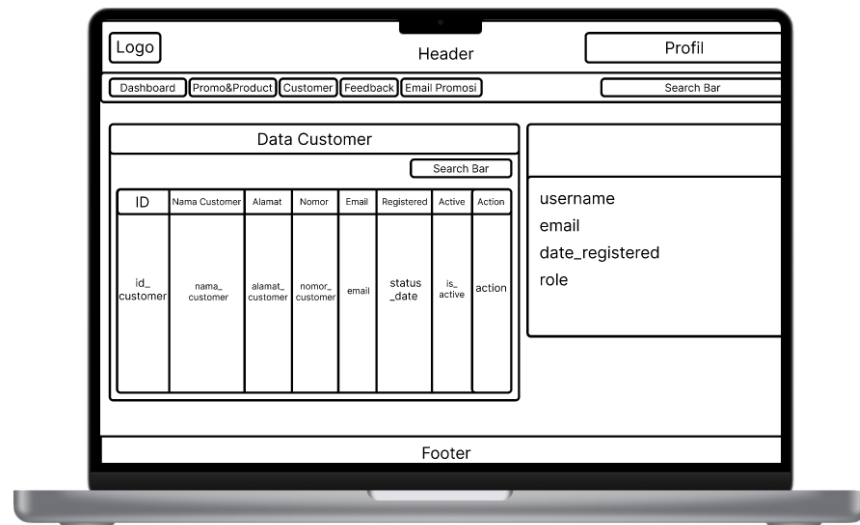 Logo
Header
Profil
Dashboard
Promo&Product
Customer
Feedback
Email Promosi
Search Bar
Data Customer
Search Bar
ID
Nama Customer
Alamat
Nomor
Email
Registered
Active
Action
id_
customer
nama_
customer
alamat_
customer
nomor_
customer
email
status
_date
is_
active
action
username
email
date_registered
role
Footer